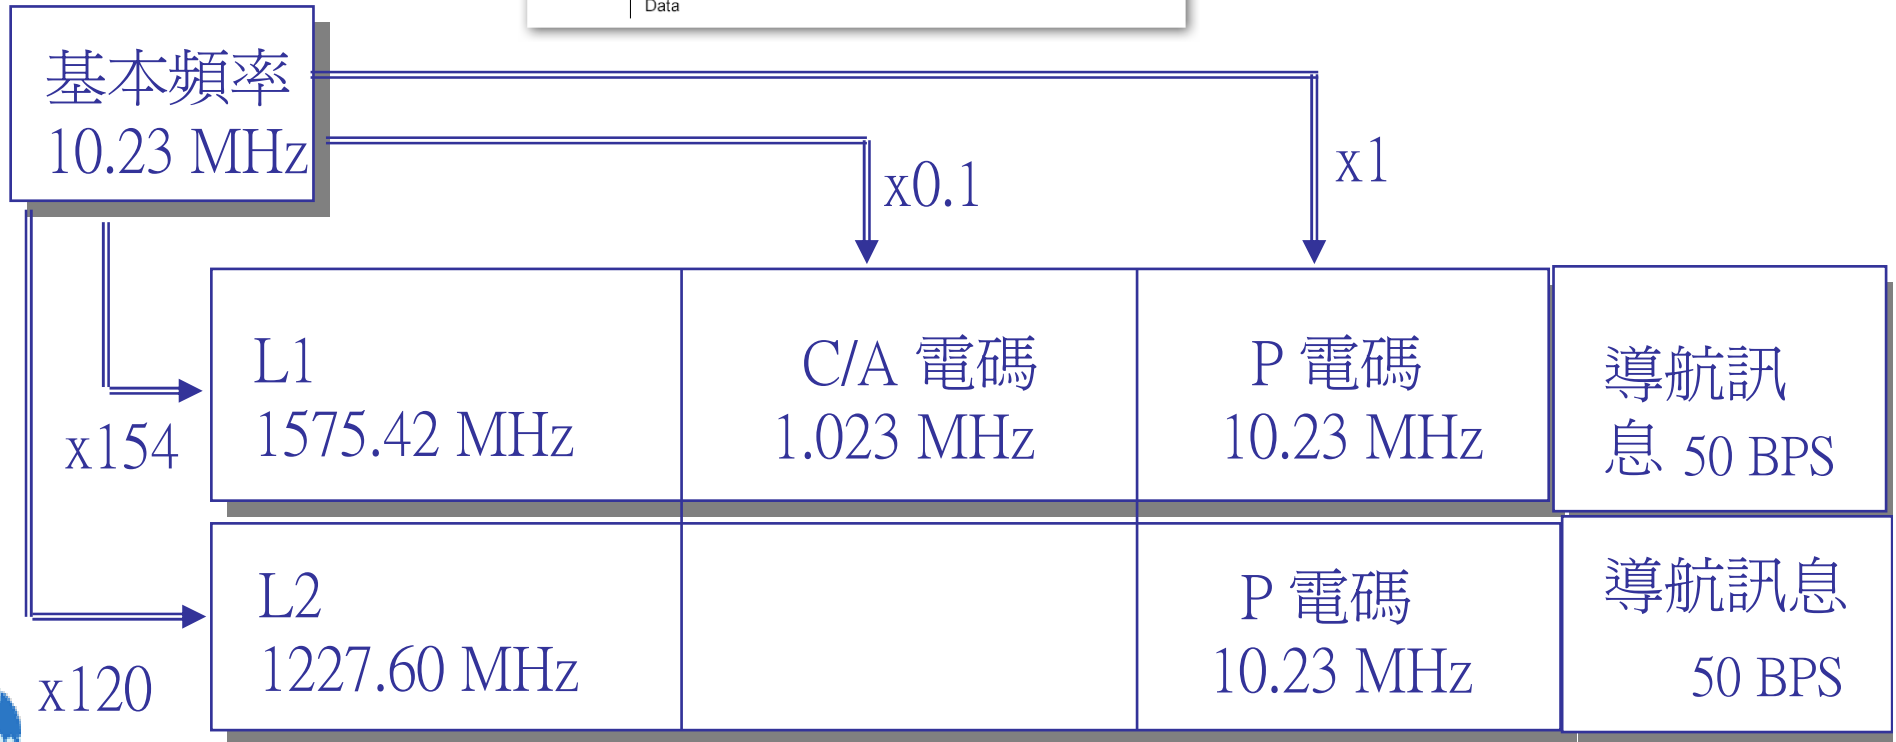 Data
基本頻率
10.23 MHz
x0.1
x1
L1
1575.42 MHz
C/A 電碼
1.023 MHz
P 電碼
10.23 MHz
導航訊
息 50 BPS
x154
L2
1227.60 MHz
P 電碼
10.23 MHz
導航訊息
50 BPS
x120